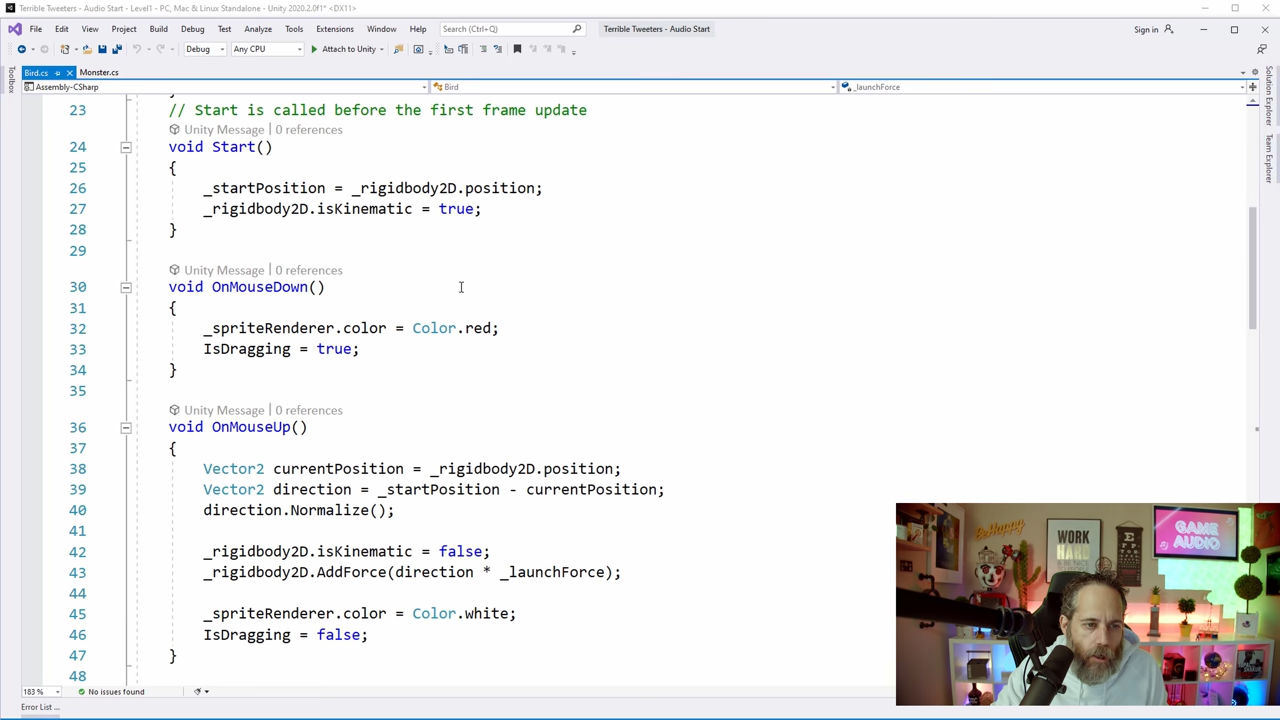 Terrible Tweeters - Audio Start - Level1 - PC, Mac & Linux Standalone - Unity 2020.2.0f1* <DX11>
File Edit View Project Build Debug Test Analyze Tools Extensions Window Help Search (Ctrl+Q) Terrible Tweeters - Audio Start Sign in
Debug Any CPU Attach to Unity
Bird.cs Monster.cs
Assembly-CSharp Bird _launchForce
Toolbox
Solution Explorer
Team Explorer
23 // Start is called before the first frame update
Unity Message | 0 references
24 void Start()
25 {
26 _startPosition = _rigidbody2D.position;
27 _rigidbody2D.isKinematic = true;
28 }
29
Unity Message | 0 references
30 void OnMouseDown()
31 {
32 _spriteRenderer.color = Color.red;
33 IsDragging = true;
34 }
35
Unity Message | 0 references
36 void OnMouseUp()
37 {
38 Vector2 currentPosition = _rigidbody2D.position;
39 Vector2 direction = _startPosition - currentPosition;
40 direction.Normalize();
41
42 _rigidbody2D.isKinematic = false;
43 _rigidbody2D.AddForce(direction * _launchForce);
44
45 _spriteRenderer.color = Color.white;
46 IsDragging = false;
47 }
48
BeHappy
WORK
HARD
GAME
AUDIO
183 % No issues found
Error List ...